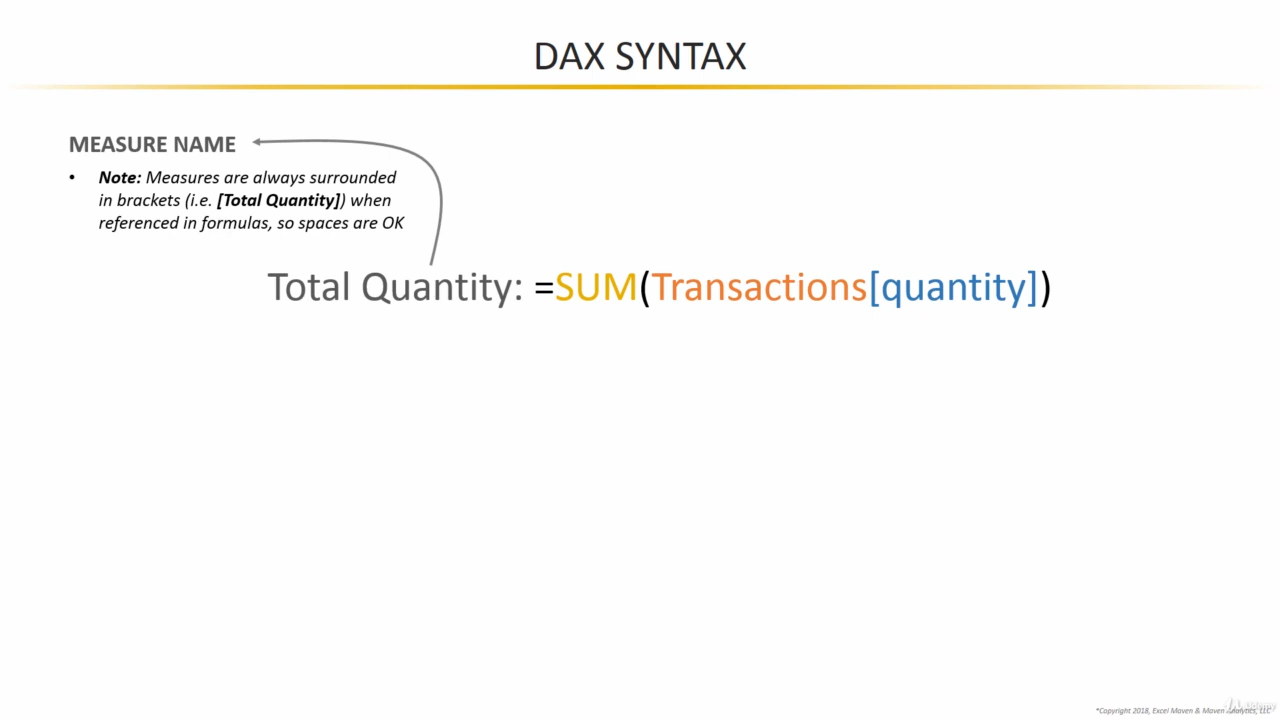 DAX SYNTAX
MEASURE NAME
• Note: Measures are always surrounded
in brackets (i.e. [Total Quantity]) when
referenced in formulas, so spaces are OK
Total Quantity: =SUM(Transactions[quantity])
*Copyright 2018, Excel Maven & Maven Analytics, LLC
Udemy